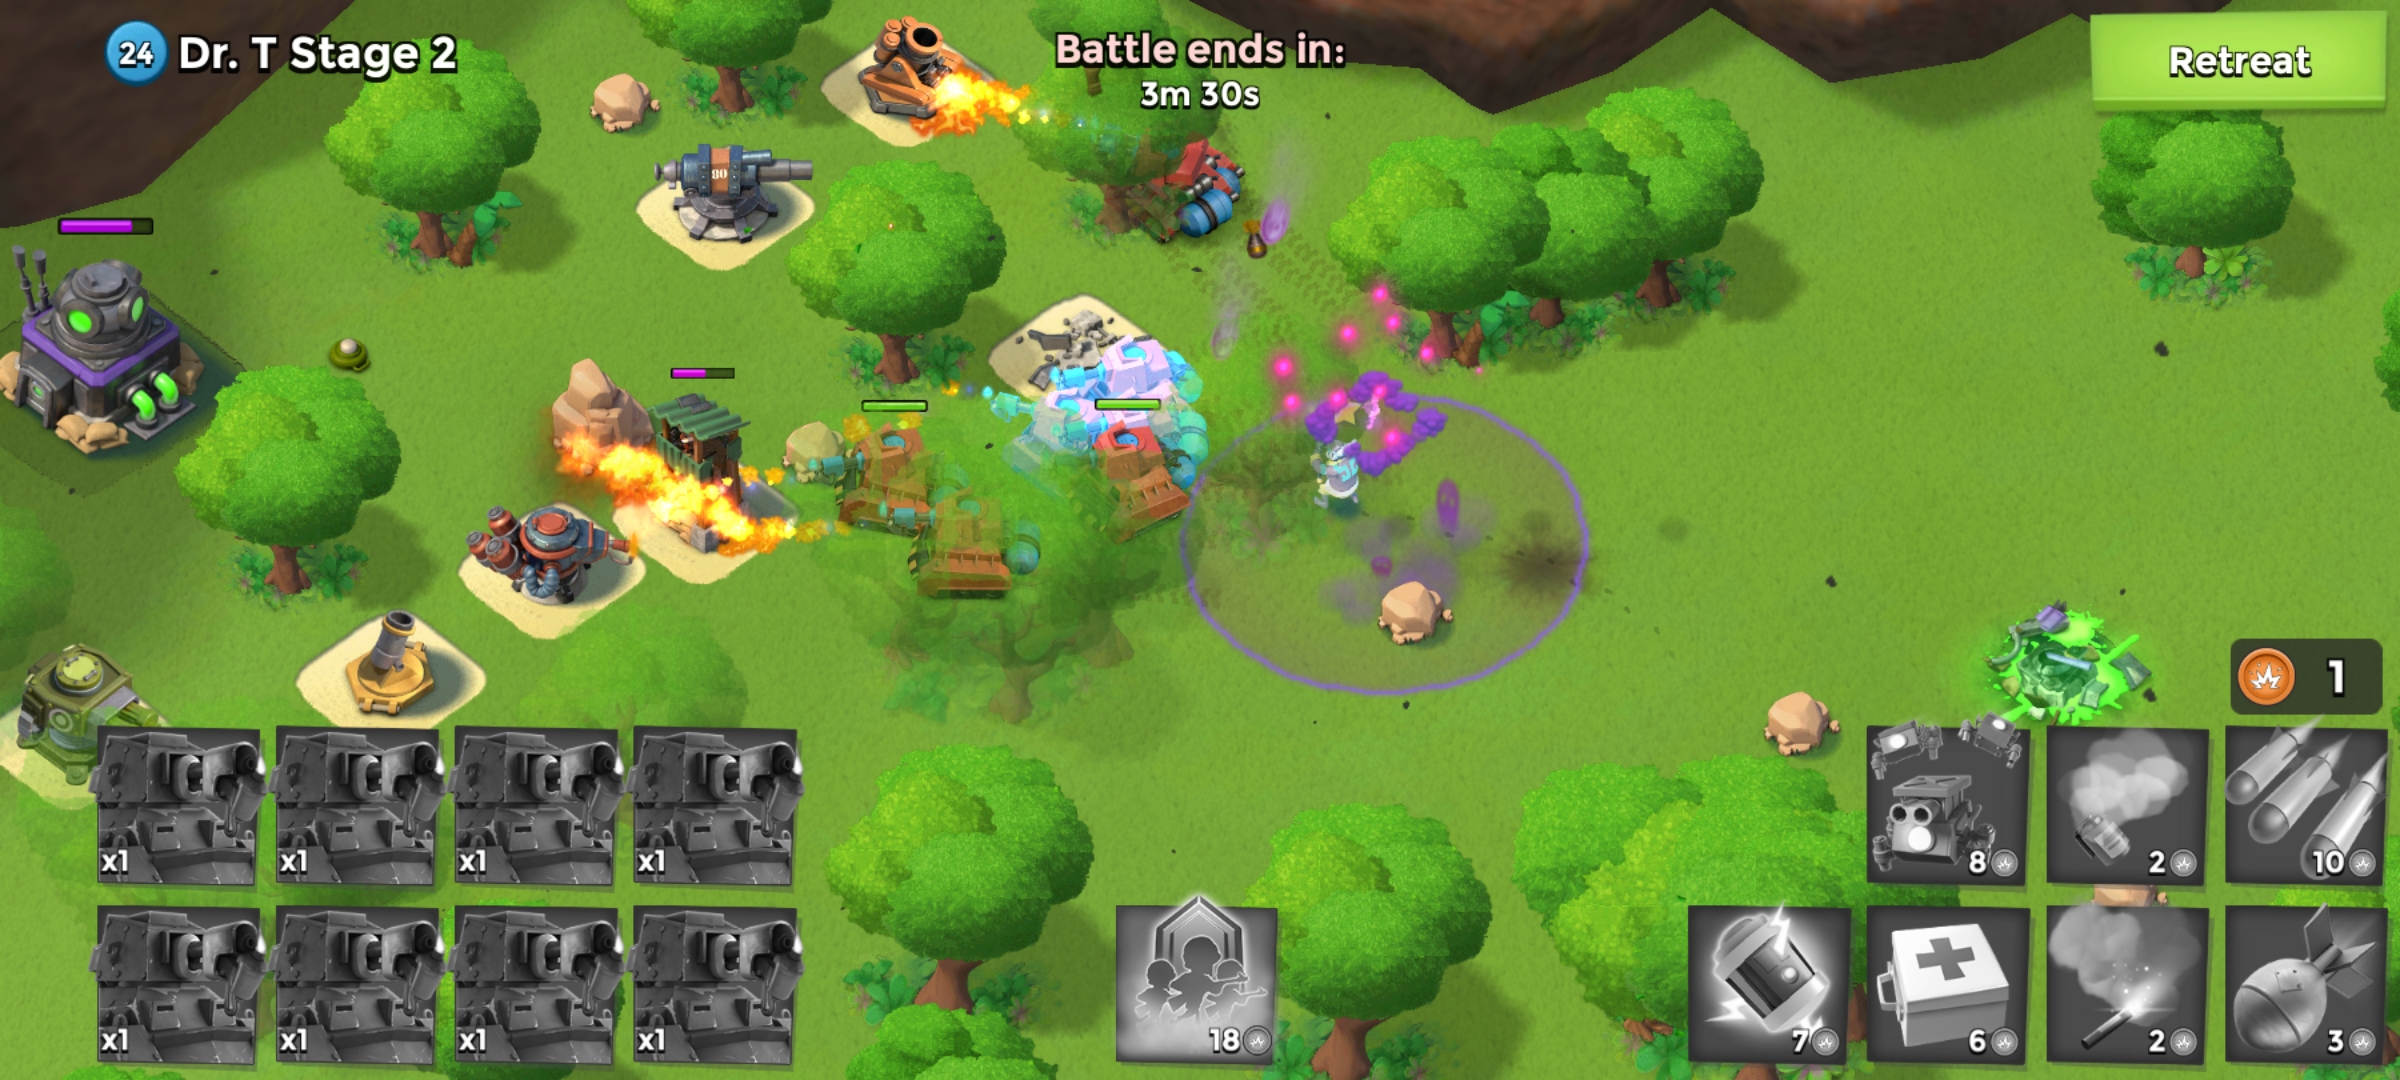 24 Dr. T Stage 2
Battle ends in:
3m 30s
Retreat
80
1
x1 x1 x1 x1
8 2 10
x1 x1 x1 x1
18
7 6 2 3